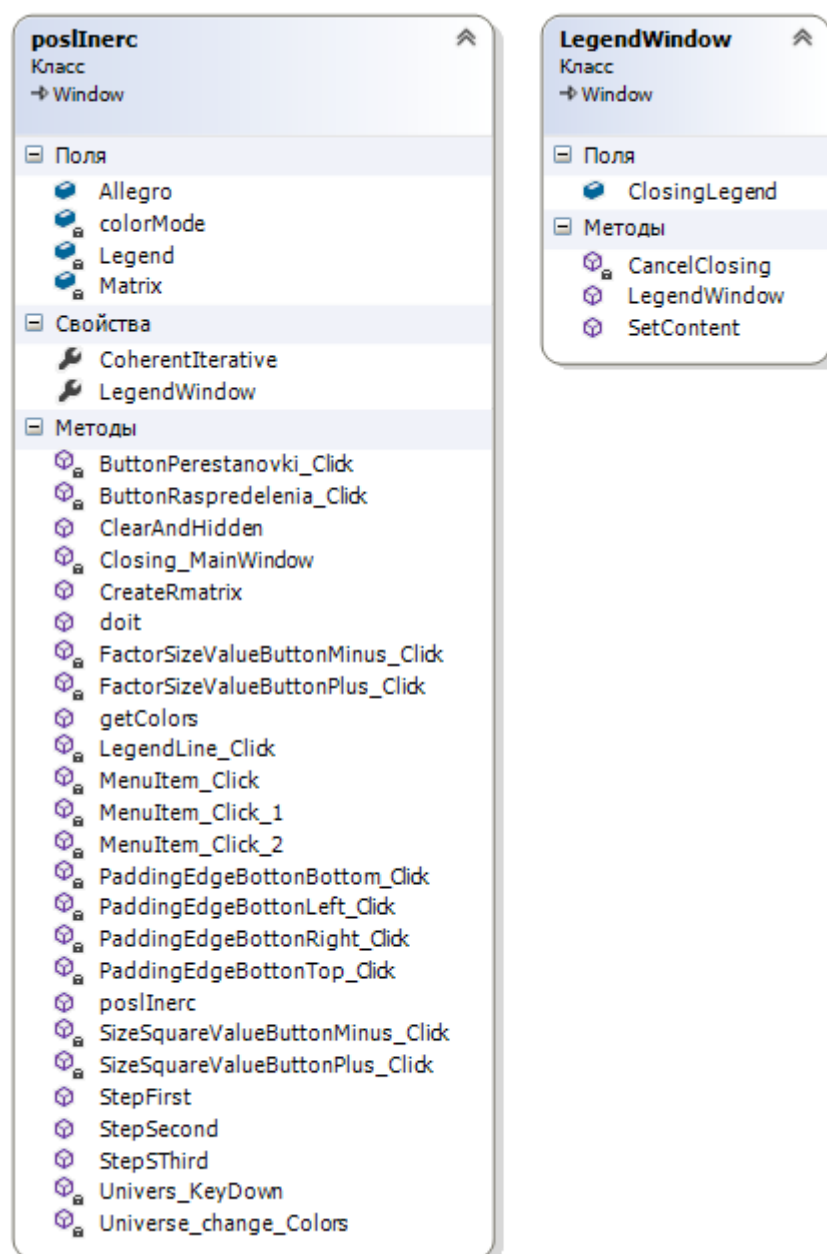 poslInerc
Класс
Window
Поля
Allegro
colorMode
Legend
Matrix
Свойства
CoherentIterative
LegendWindow
Методы
ButtonPerestanovki_Click
ButtonRaspredelenia_Click
ClearAndHidden
Closing_MainWindow
CreateRmatrix
doit
FactorSizeValueButtonMinus_Click
FactorSizeValueButtonPlus_Click
getColors
LegendLine_Click
MenuItem_Click
MenuItem_Click_1
MenuItem_Click_2
PaddingEdgeBottonBottom_Click
PaddingEdgeBottonLeft_Click
PaddingEdgeBottonRight_Click
PaddingEdgeBottonTop_Click
poslInerc
SizeSquareValueButtonMinus_Click
SizeSquareValueButtonPlus_Click
StepFirst
StepSecond
StepSThird
Univers_KeyDown
Universe_change_Colors
LegendWindow
Класс
Window
Поля
ClosingLegend
Методы
CancelClosing
LegendWindow
SetContent